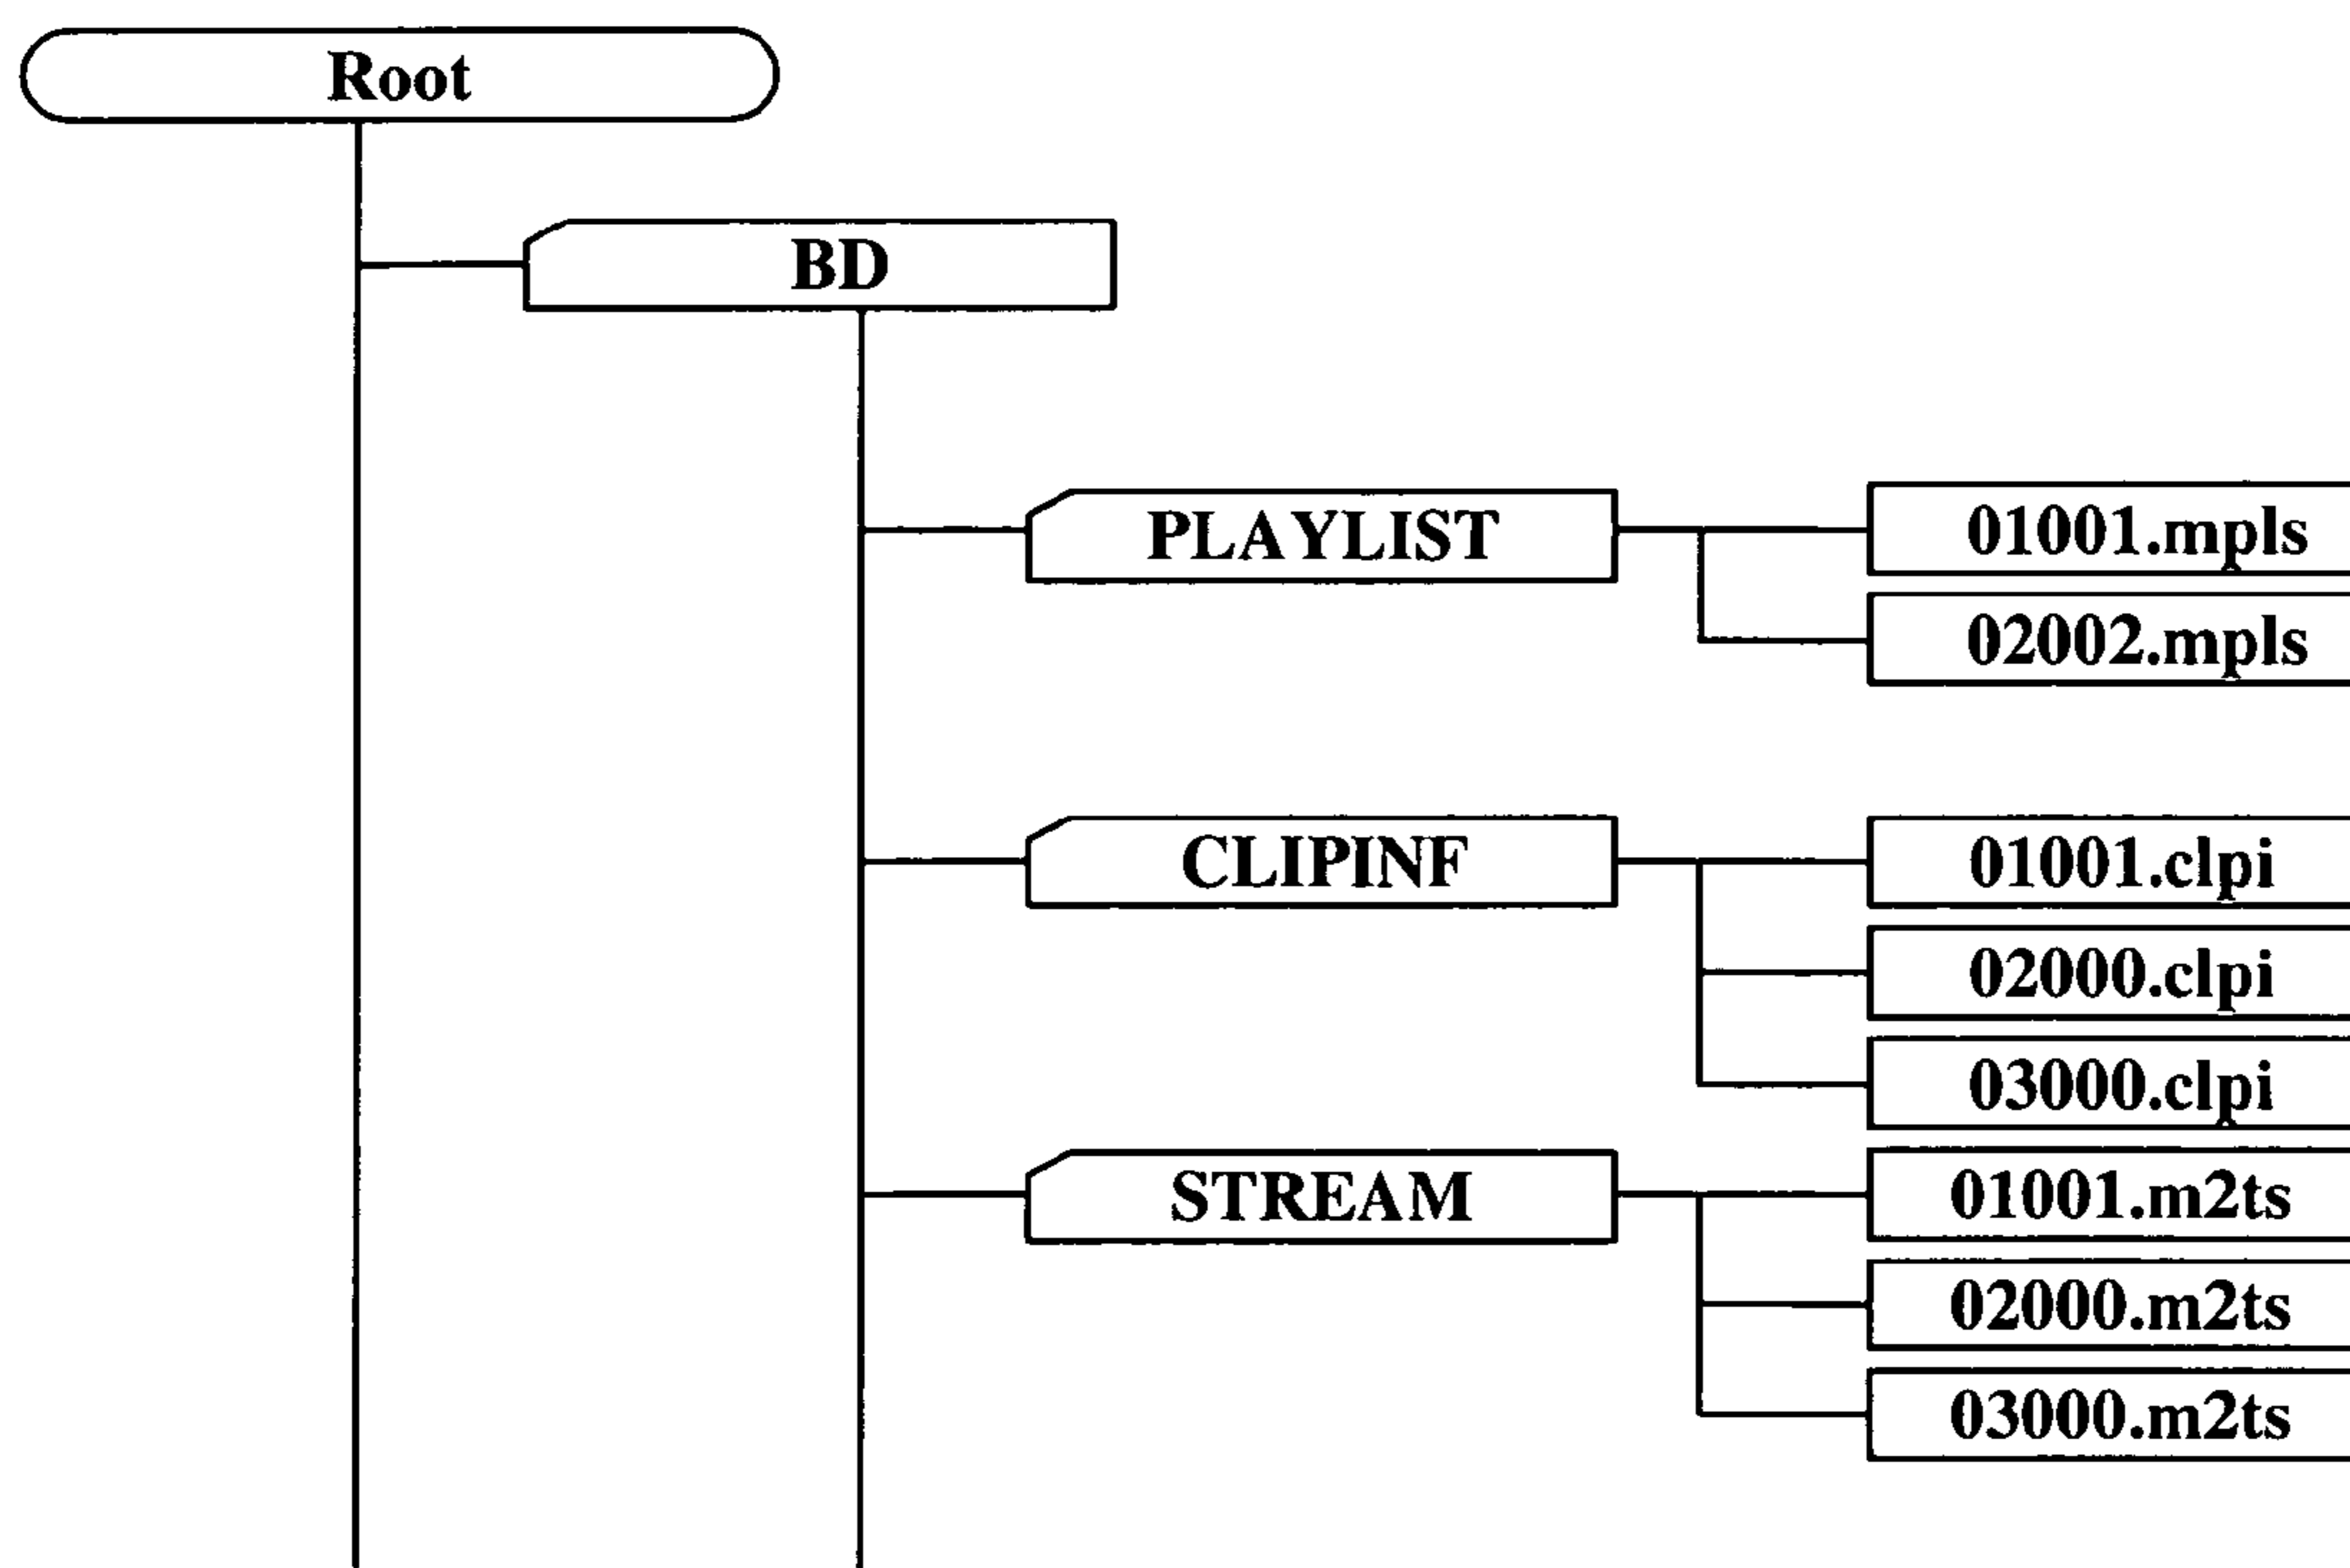 Root
BD
PLAYLIST
01001.mpls
02002.mpls
CLIPINF
01001.clpi
02000.clpi
03000.clpi
STREAM
01001.m2ts
02000.m2ts
03000.m2ts